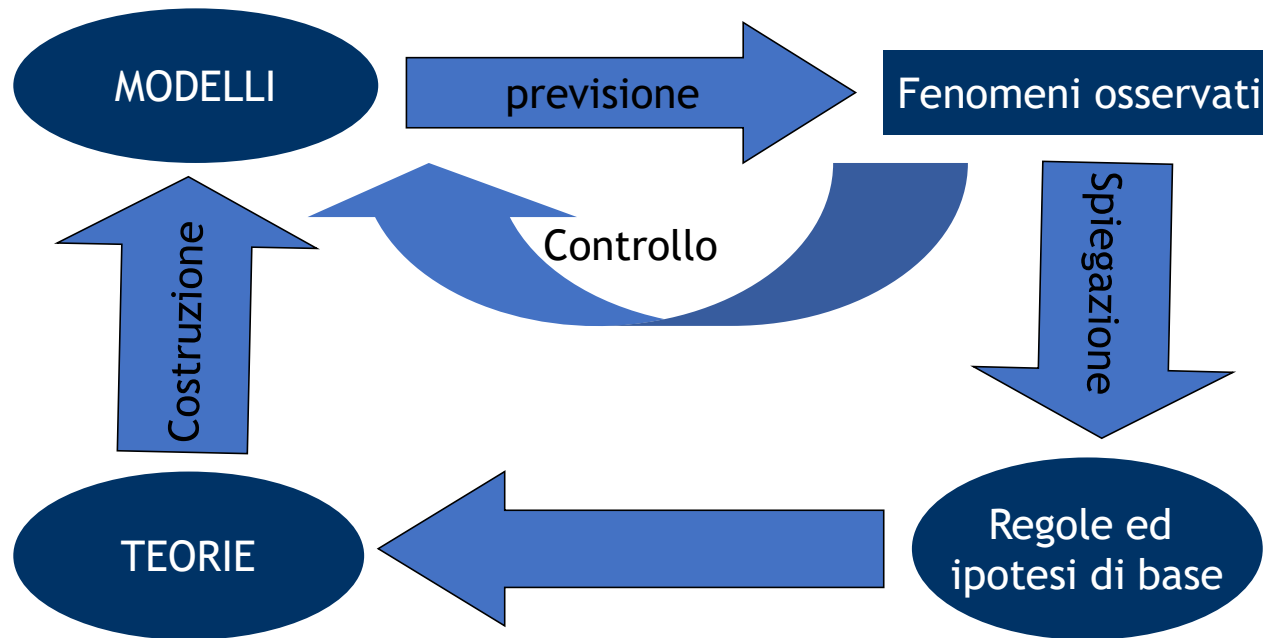 MODELLI
previsione
Fenomeni osservati
Costruzione
Controllo
Spiegazione
TEORIE
Regole ed
ipotesi di base